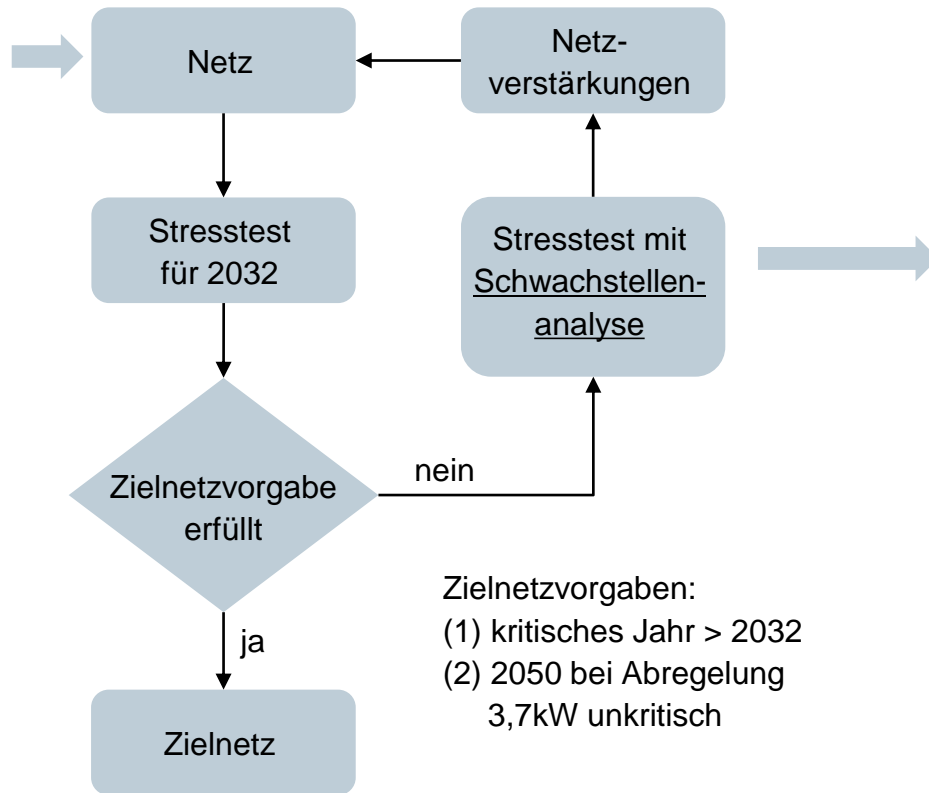 Netz
Netz-
verstärkungen
Stresstest
für 2032
Stresstest mit
Schwachstellen-
analyse
Zielnetzvorgabe
erfüllt
nein
ja
Zielnetz
Zielnetzvorgaben:
(1) kritisches Jahr > 2032
(2) 2050 bei Abregelung
3,7kW unkritisch